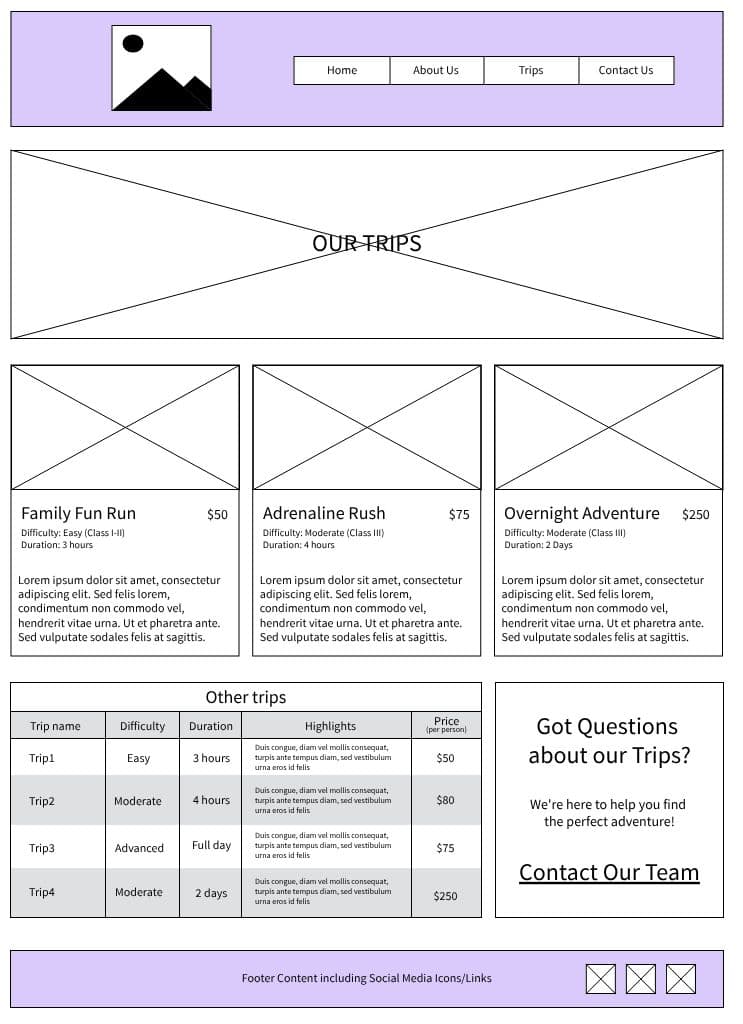 Home
About Us
Trips
Contact Us
OUR TRIPS
Family Fun Run
$50
Difficulty: Easy (Class I-II)
Duration: 3 hours
Lorem ipsum dolor sit amet, consectetur
adipiscing elit. Sed felis lorem,
condimentum non commodo vel,
hendrerit vitae urna. Ut et pharetra ante.
Sed vulputate sodales felis at sagittis.
Adrenaline Rush
$75
Difficulty: Moderate (Class III)
Duration: 4 hours
Lorem ipsum dolor sit amet, consectetur
adipiscing elit. Sed felis lorem,
condimentum non commodo vel,
hendrerit vitae urna. Ut et pharetra ante.
Sed vulputate sodales felis at sagittis.
Overnight Adventure
$250
Difficulty: Moderate (Class III)
Duration: 2 Days
Lorem ipsum dolor sit amet, consectetur
adipiscing elit. Sed felis lorem,
condimentum non commodo vel,
hendrerit vitae urna. Ut et pharetra ante.
Sed vulputate sodales felis at sagittis.
Other trips
Trip name
Difficulty
Duration
Highlights
Price
(per person)
Trip1
Easy
3 hours
Duis congue, diam vel mollis consequat,
turpis ante tempus diam, sed vestibulum
urna eros id felis
$50
Trip2
Moderate
4 hours
Duis congue, diam vel mollis consequat,
turpis ante tempus diam, sed vestibulum
urna eros id felis
$80
Trip3
Advanced
Full day
Duis congue, diam vel mollis consequat,
turpis ante tempus diam, sed vestibulum
urna eros id felis
$75
Trip4
Moderate
2 days
Duis congue, diam vel mollis consequat,
turpis ante tempus diam, sed vestibulum
urna eros id felis
$250
Got Questions
about our Trips?
We're here to help you find
the perfect adventure!
Contact Our Team
Footer Content including Social Media Icons/Links